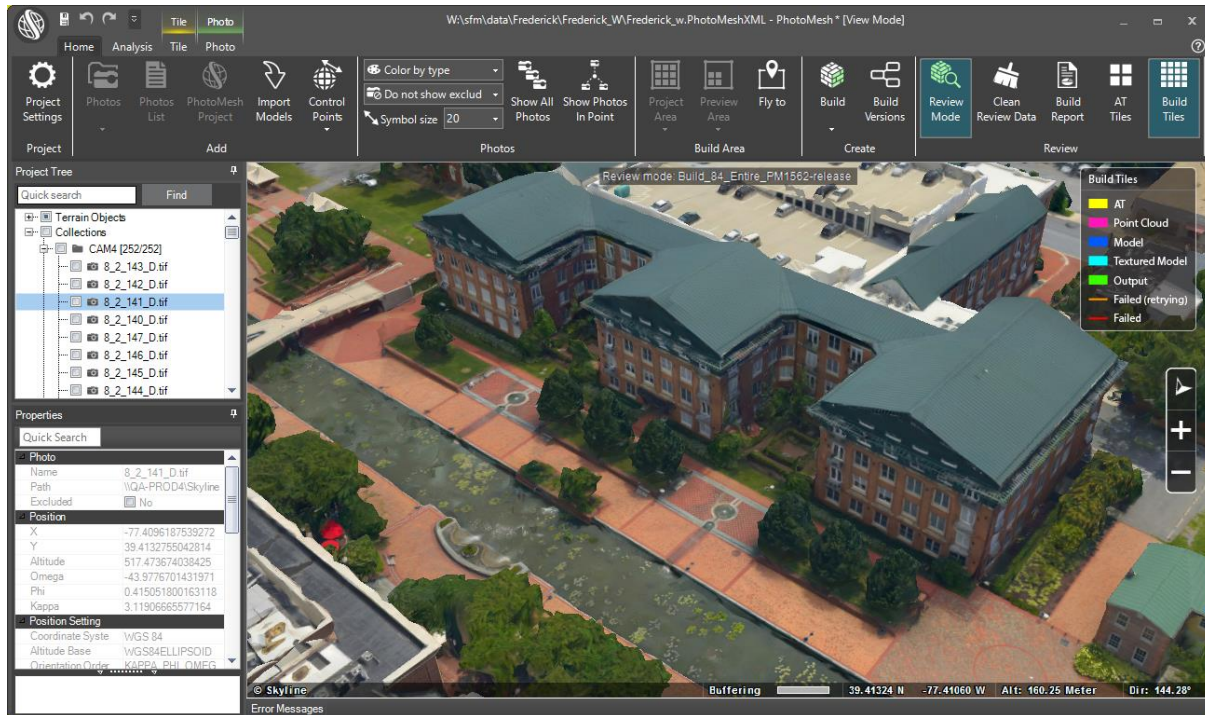 W:\sfm\data\Frederick\Frederick_W\Frederick_w.PhotoMeshXML - PhotoMesh * [View Mode]
Tile Photo
Home Analysis Tile Photo
Project Settings
Photos
Photos List
PhotoMesh Project
Import Models
Control Points
Color by type
Do not show exclud
Symbol size 20
Show All Photos
Show Photos In Point
Project Area
Preview Area
Fly to
Build
Build Versions
Review Mode
Clean Review Data
Build Report
AT Tiles
Build Tiles
Project Add Photos Build Area Create Review
Project Tree
Quick search Find
Terrain Objects
Collections
CAM4 [252/252]
8_2_143_D.tif
8_2_142_D.tif
8_2_141_D.tif
8_2_140_D.tif
8_2_147_D.tif
8_2_146_D.tif
8_2_145_D.tif
8_2_144_D.tif
Properties
Quick Search
Photo
Name 8_2_141_D.tif
Path \\QA-PROD4\Skyline
Excluded No
Position
X -77.4096187539272
Y 39.4132755042814
Altitude 517.473674038425
Omega -43.9776701431971
Phi 0.415051800163118
Kappa 3.11906665577164
Position Setting
Coordinate Syste WGS 84
Altitude Base WGS84ELLIPSOID
Orientation Order KAPPA_PHI_OMEG
Review mode: Build_84_Entire_PM1562-release
Build Tiles
AT
Point Cloud
Model
Textured Model
Output
Failed (retrying)
Failed
© Skyline
Buffering 39.41324 N -77.41060 W Alt: 160.25 Meter Dir: 144.28°
Error Messages